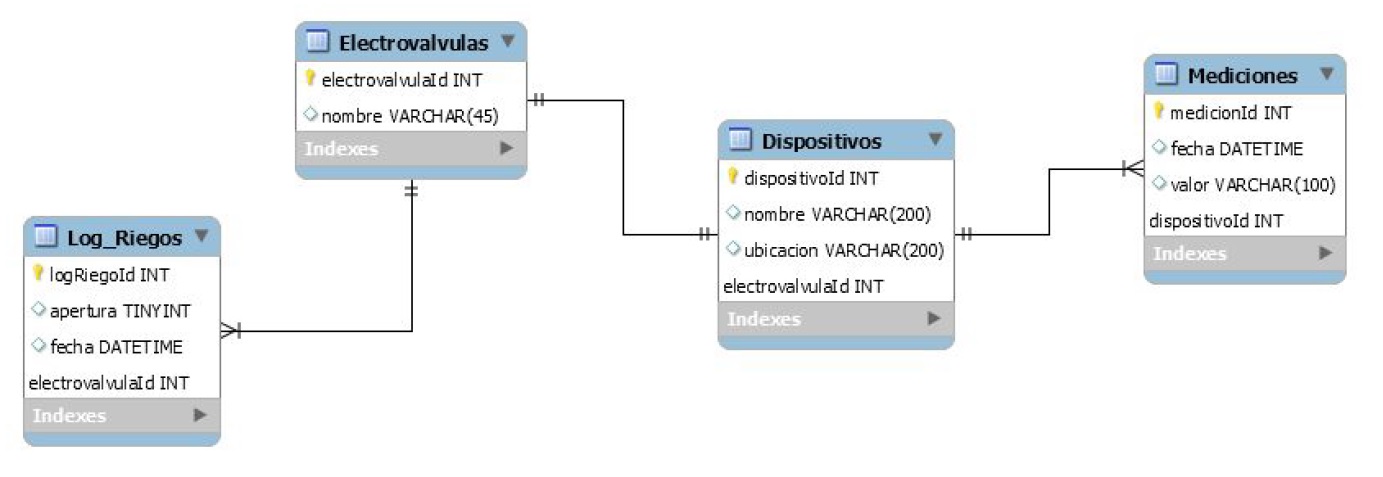 Electrovalvulas
electrovalvulaId INT
nombre VARCHAR(45)
Indexes
Log_Riegos
logRiegoId INT
apertura TINYINT
fecha DATETIME
electrovalvulaId INT
Indexes
Dispositivos
dispositivoId INT
nombre VARCHAR(200)
ubicacion VARCHAR(200)
electrovalvulaId INT
Indexes
Mediciones
medicionId INT
fecha DATETIME
valor VARCHAR(100)
dispositivoId INT
Indexes